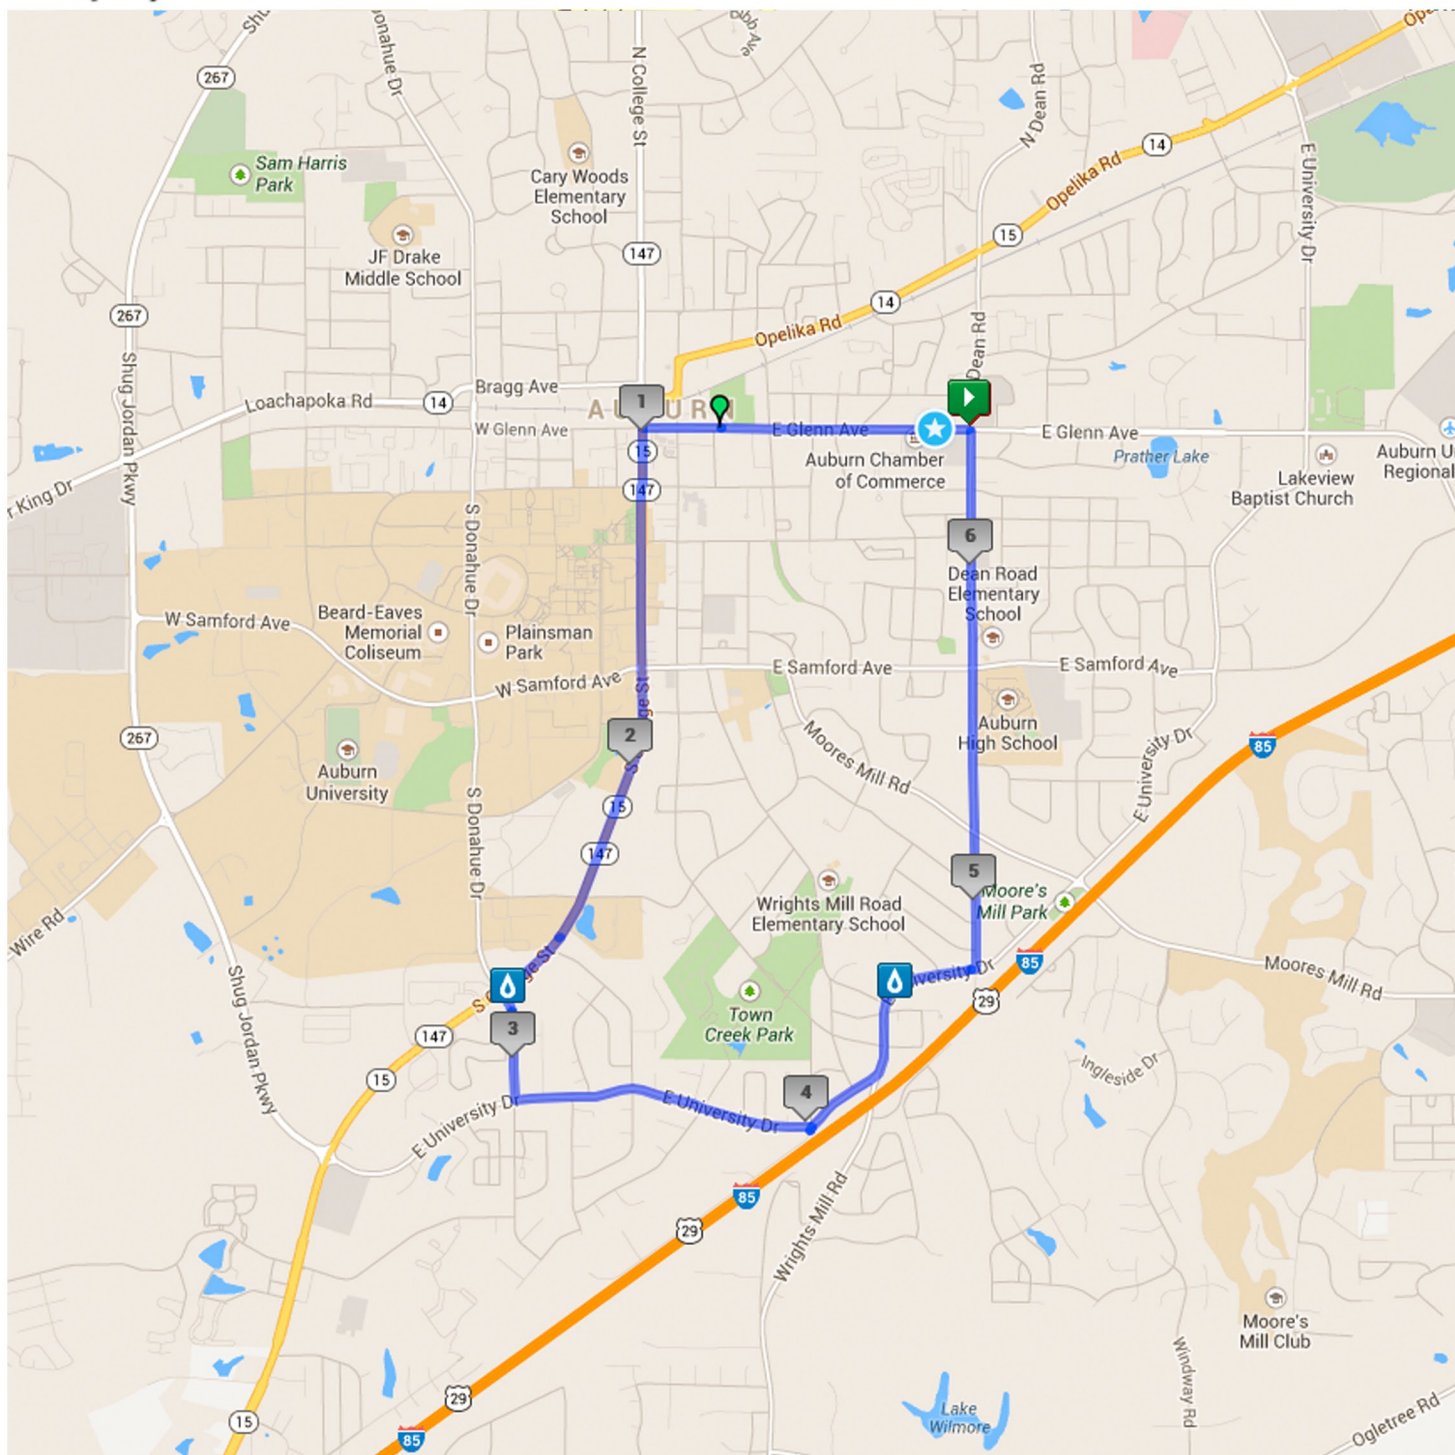 Opelika Rd
267
Donahue Dr
N College St
N Dean Rd
14
E University Dr
Sam Harris
Park
Cary Woods
Elementary
School
JF Drake
Middle School
147
Opelika Rd
15
14
267
Opelika Rd
Dean Rd
Shug Jordan Pkwy
Loachapoka Rd
14
Bragg Ave
1
AUBURN
W Glenn Ave
E Glenn Ave
E Glenn Ave
15
147
Auburn Chamber
of Commerce
Prather Lake
Lakeview
Baptist Church
Auburn U
Regional
r King Dr
S Donahue Dr
6
Dean Road
Elementary
School
W Samford Ave
Beard-Eaves
Memorial
Coliseum
Plainsman
Park
W Samford Ave
E Samford Ave
E Samford Ave
267
2
Auburn
High School
Auburn
University
Moores Mill Rd
E University Dr
85
S Donahue Dr
15
147
5
Moore's
Mill Park
Wrights Mill Road
Elementary School
Wire Rd
Shug Jordan Pkwy
85
Moores Mill Rd
29
Town
Creek Park
3
147
15
4
Ingleside Dr
E University Dr
E University Dr
85
29
Wrights Mill Rd
Moore's
Mill Club
Windway Rd
29
Lake
Wilmore
15
85
Ogletree Rd